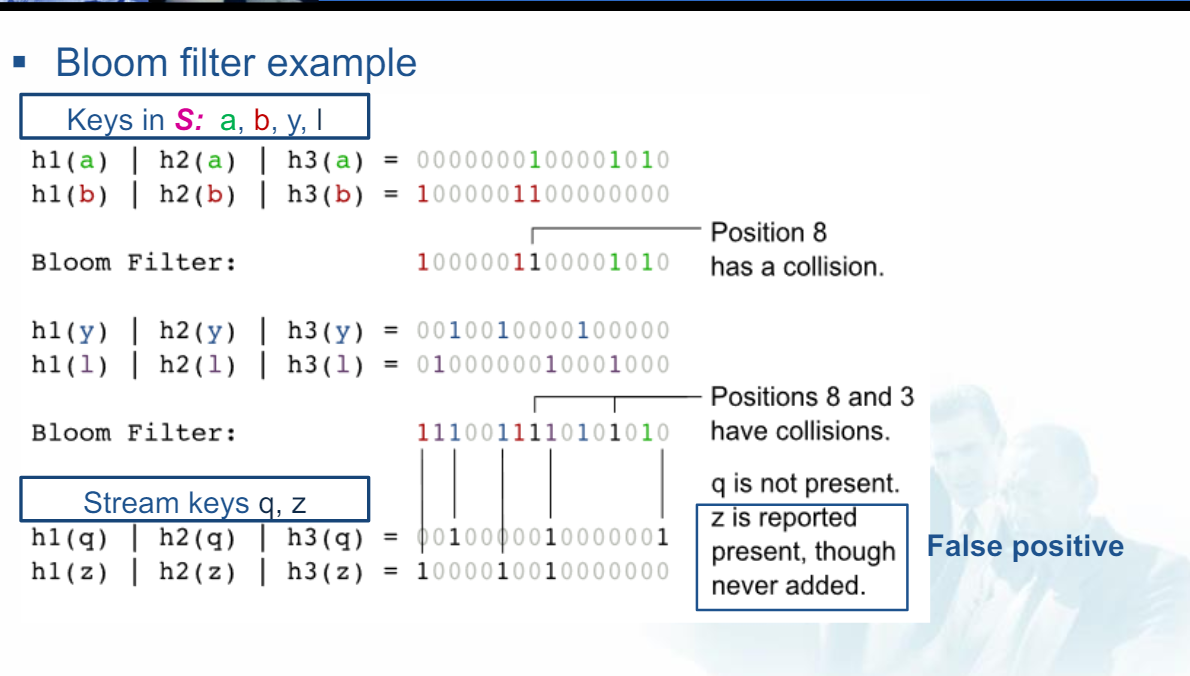 ▪ Bloom filter example
Keys in S: a, b, y, l
h1(a) | h2(a) | h3(a) = 0000000100001010
h1(b) | h2(b) | h3(b) = 1000001100000000
Position 8
has a collision.
Bloom Filter: 1000001100001010
h1(y) | h2(y) | h3(y) = 0010010000100000
h1(l) | h2(l) | h3(l) = 0100000010001000
Positions 8 and 3
have collisions.
Bloom Filter: 1110011110101010
Stream keys q, z
h1(q) | h2(q) | h3(q) = 0010000010000001
h1(z) | h2(z) | h3(z) = 1000010010000000
q is not present.
z is reported
present, though
never added.
False positive